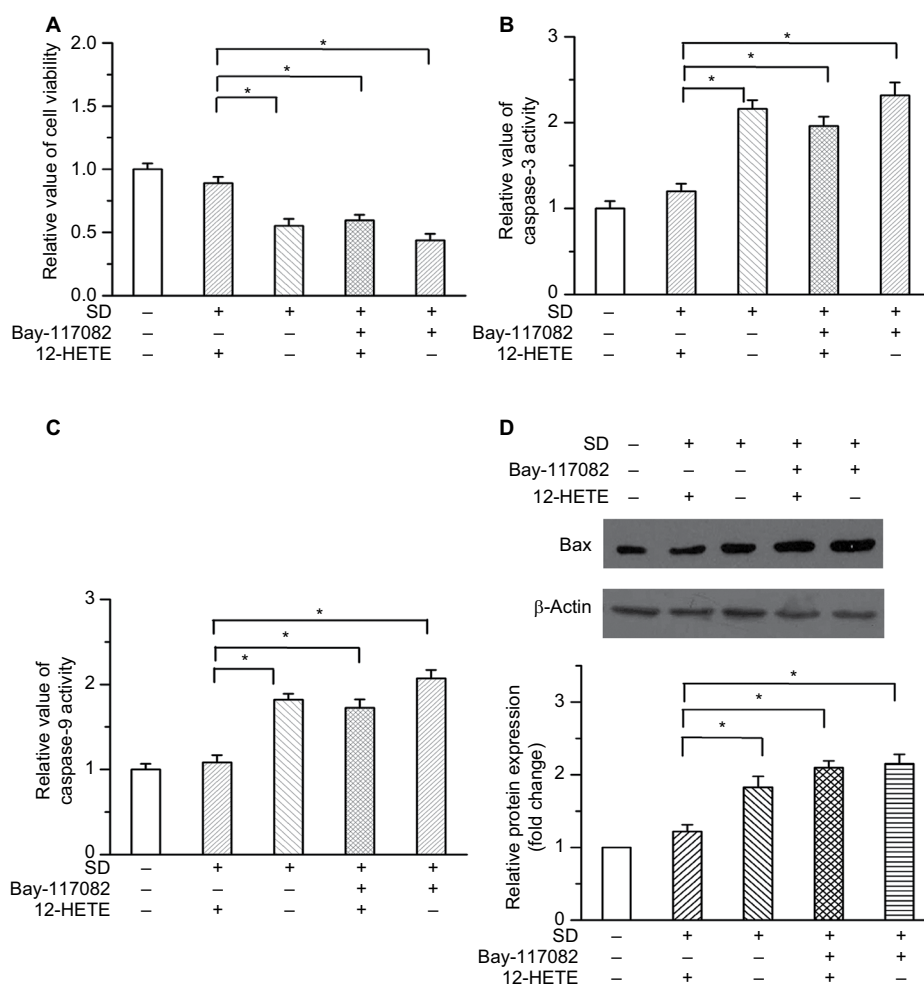 A
2.0
1.5
1.0
0.5
0.0
Relative value of cell viability
* 
*
*
SD – + + + +
Bay-117082 – – – + +
12-HETE – + – + –
B
3
2
1
0
Relative value of
caspase-3 activity
*
*
*
SD – + + + +
Bay-117082 – – – + +
12-HETE – + – + –
C
3
2
1
0
Relative value of
caspase-9 activity
*
*
*
SD – + + + +
Bay-117082 – – – + +
12-HETE – + – + –
D
SD – + + + +
Bay-117082 – – – + +
12-HETE – + – + –
Bax
β-Actin
3
2
1
0
Relative protein expression
(fold change)
*
*
*
SD – + + + +
Bay-117082 – – – + +
12-HETE – + – + –